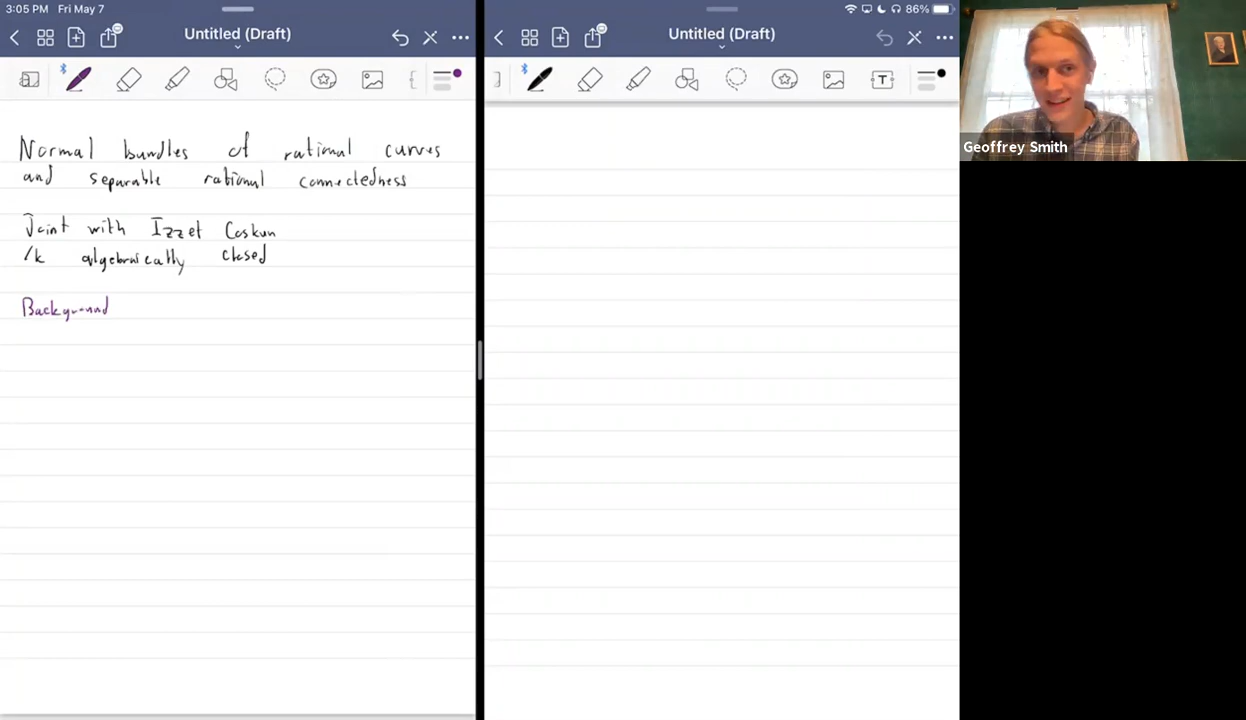 3:05 PM Fri May 7
86%
Untitled (Draft)
Untitled (Draft)
T
Normal bundles of rational curves
and separable rational connectedness
Joint with Izzet Coskun
/k algebraically closed
Background
Geoffrey Smith